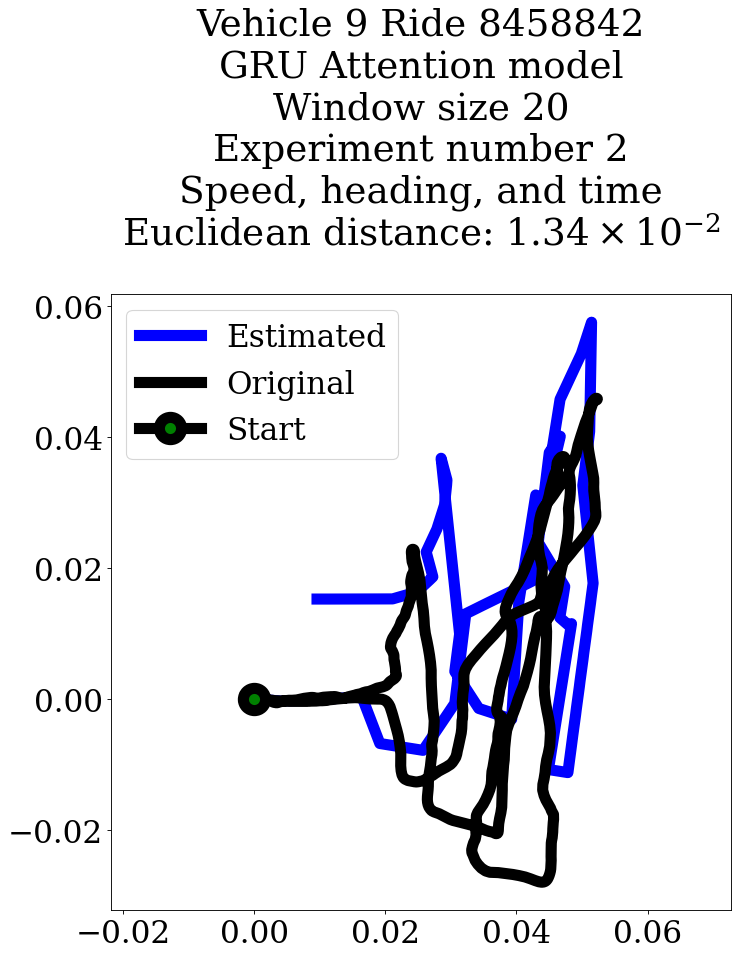 Vehicle 9 Ride 8458842
GRU Attention model
Window size 20
Experiment number 2
Speed, heading, and time
Euclidean distance: 1.34 × 10⁻²
Estimated
Original
Start
0.06
0.04
0.02
0.00
−0.02
−0.02 0.00 0.02 0.04 0.06